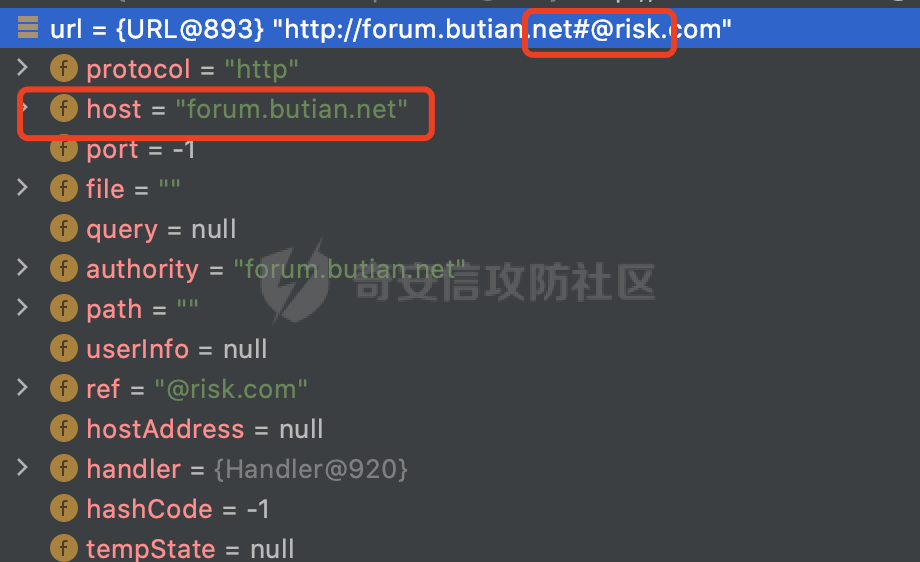 url = {URL@893} "http://forum.butian.net#@risk.com"
protocol = "http"
host = "forum.butian.net"
port = -1
file = ""
query = null
authority = "forum.butian.net"
奇安信攻防社区
path = ""
userInfo = null
ref = "@risk.com"
hostAddress = null
handler = {Handler@920}
hashCode = -1
tempState = null